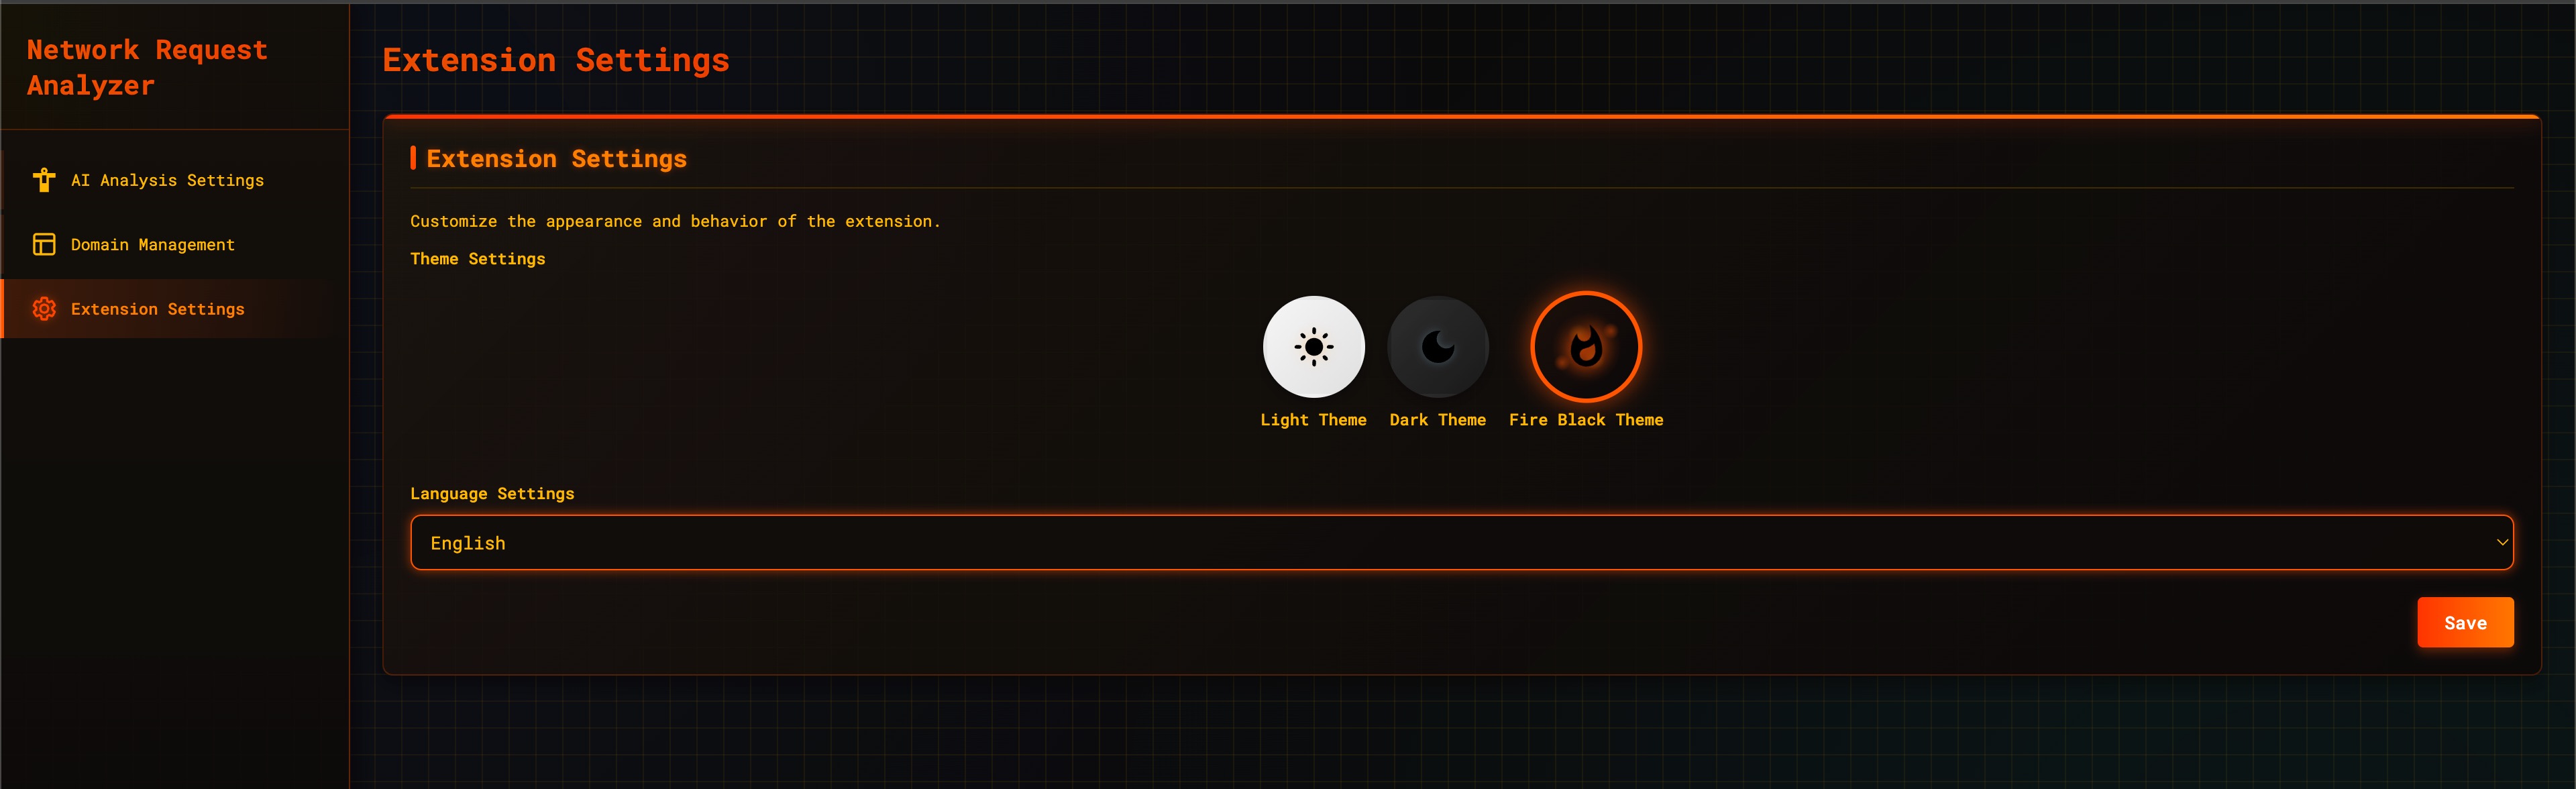 Network Request
Analyzer
AI Analysis Settings
Domain Management
Extension Settings
Extension Settings
Extension Settings
Customize the appearance and behavior of the extension.
Theme Settings
Light Theme
Dark Theme
Fire Black Theme
Language Settings
English
Save